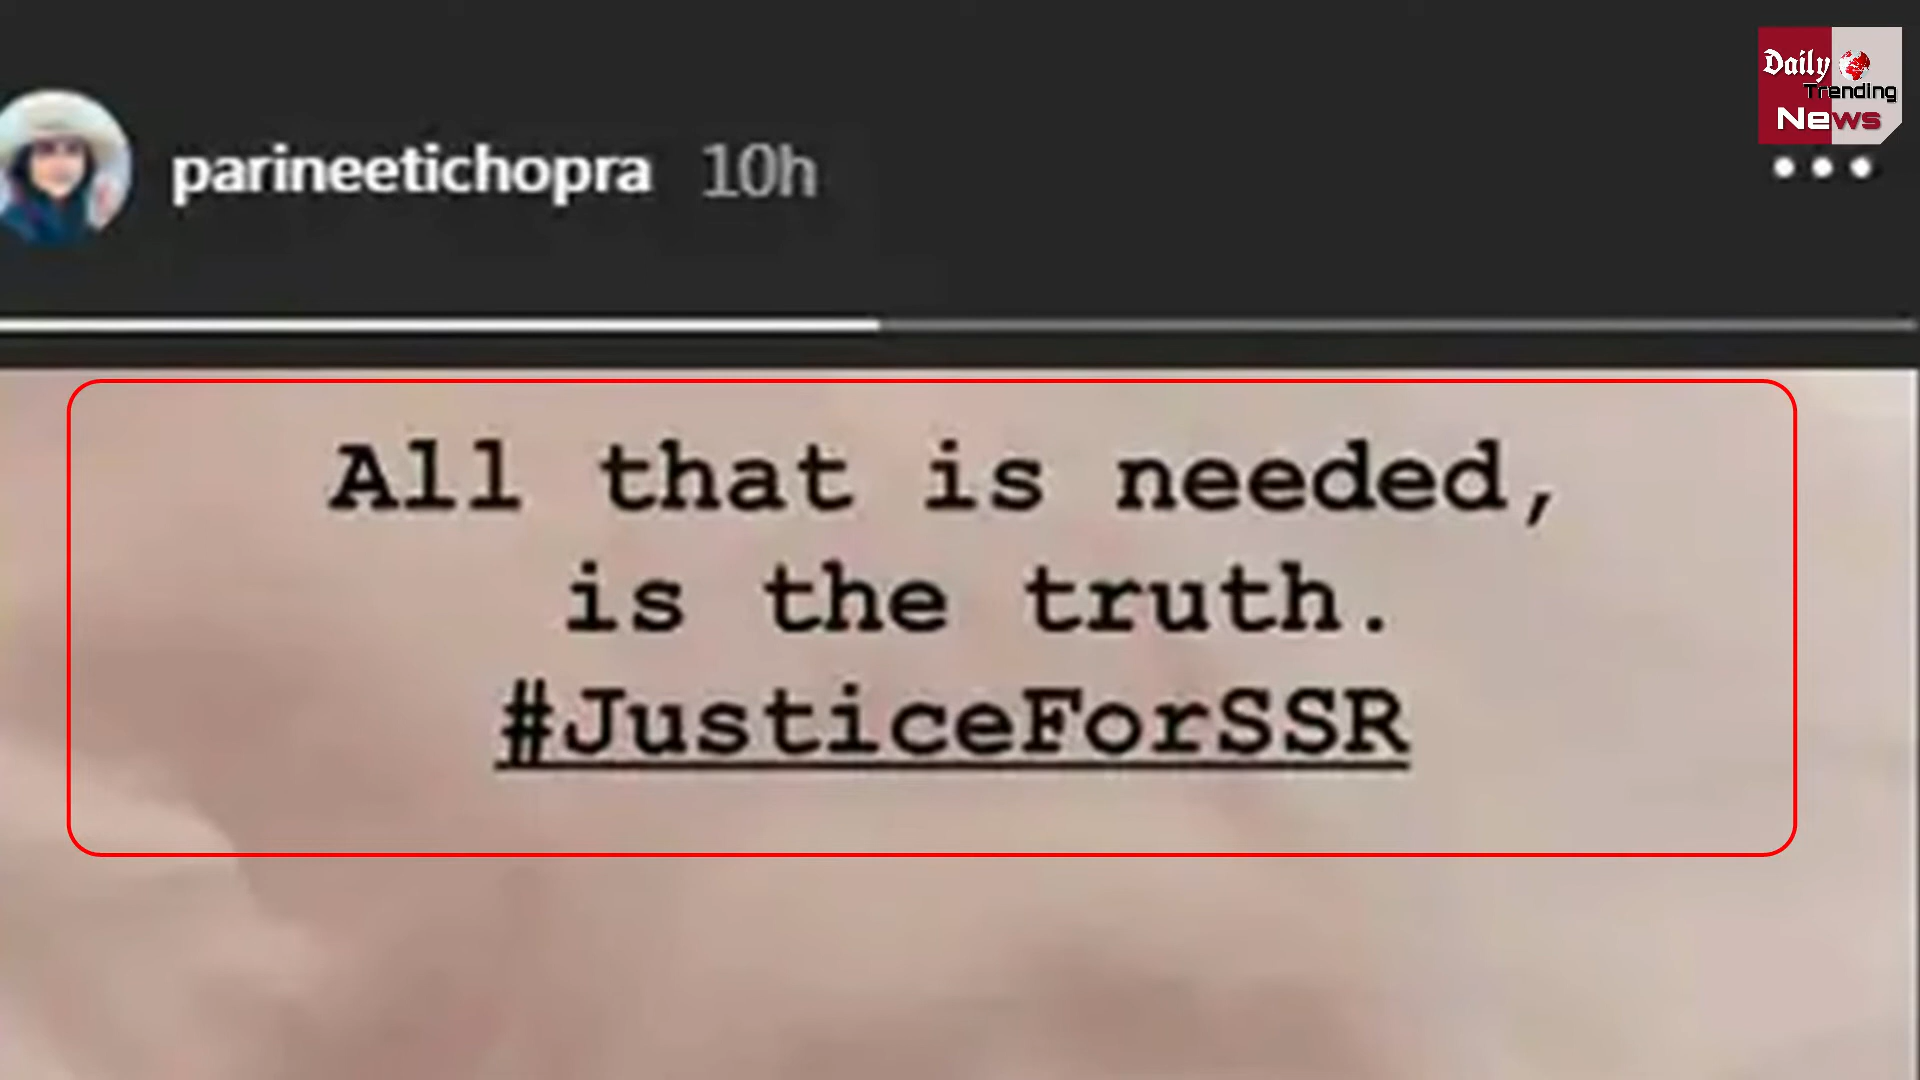 Daily
Trending
News
parineetichopra 10h
All that is needed,
is the truth.
#JusticeForSSR